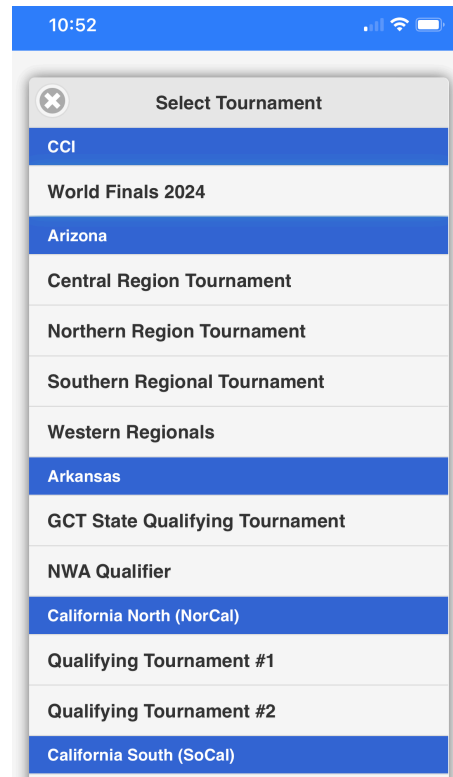 10:52
Select Tournament
CCI
World Finals 2024
Arizona
Central Region Tournament
Northern Region Tournament
Southern Regional Tournament
Western Regionals
Arkansas
GCT State Qualifying Tournament
NWA Qualifier
California North (NorCal)
Qualifying Tournament #1
Qualifying Tournament #2
California South (SoCal)